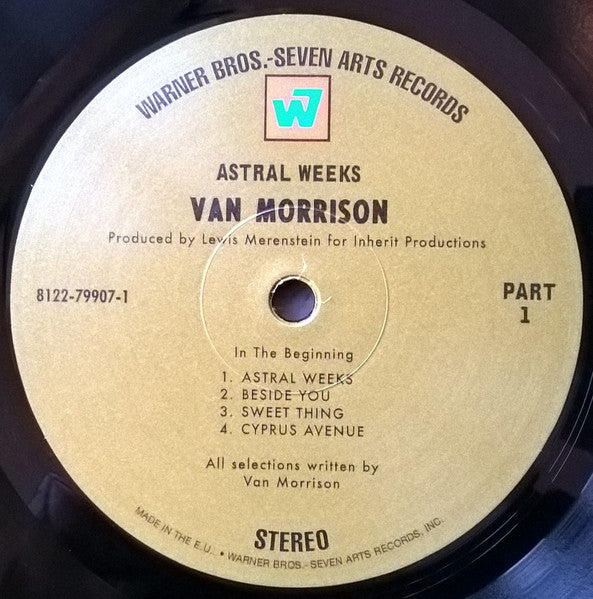 WARNER BROS.-SEVEN ARTS RECORDS
W7
ASTRAL WEEKS
VAN MORRISON
Produced by Lewis Merenstein for Inherit Productions
8122-79907-1
PART
1
In The Beginning
1. ASTRAL WEEKS
2. BESIDE YOU
3. SWEET THING
4. CYPRUS AVENUE
All selections written by
Van Morrison
STEREO
MADE IN THE E.U.. • WARNER BROS.- SEVEN ARTS RECORDS, INC.